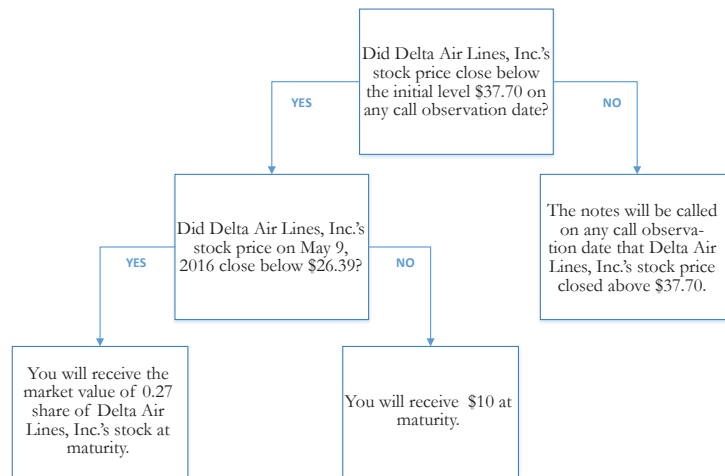 Did Delta Air Lines, Inc.'s
stock price close below
the initial level $37.70 on
any call observation date?
YES
NO
Did Delta Air Lines, Inc.'s
stock price on May 9,
2016 close below $26.39?
The notes will be called
on any call observa-
tion date that Delta Air
Lines, Inc.'s stock price
closed above $37.70.
YES
NO
You will receive the
market value of 0.27
share of Delta Air
Lines, Inc.'s stock at
maturity.
You will receive $10 at
maturity.